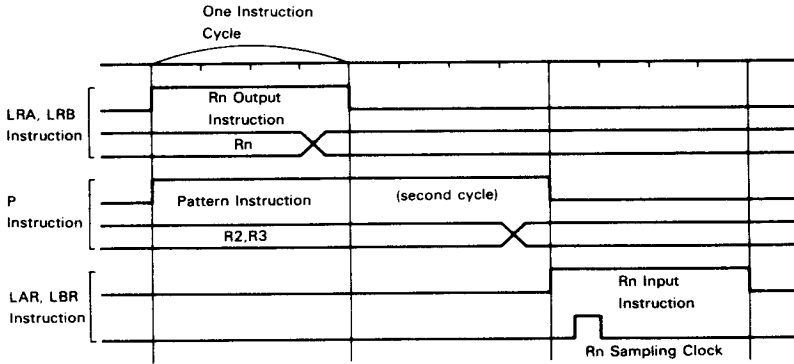 One Instruction
Cycle
LRA, LRB
Instruction
Rn Output
Instruction
Rn
P
Instruction
Pattern Instruction
(second cycle)
R2,R3
LAR, LBR
Instruction
Rn Input
Instruction
Rn Sampling Clock